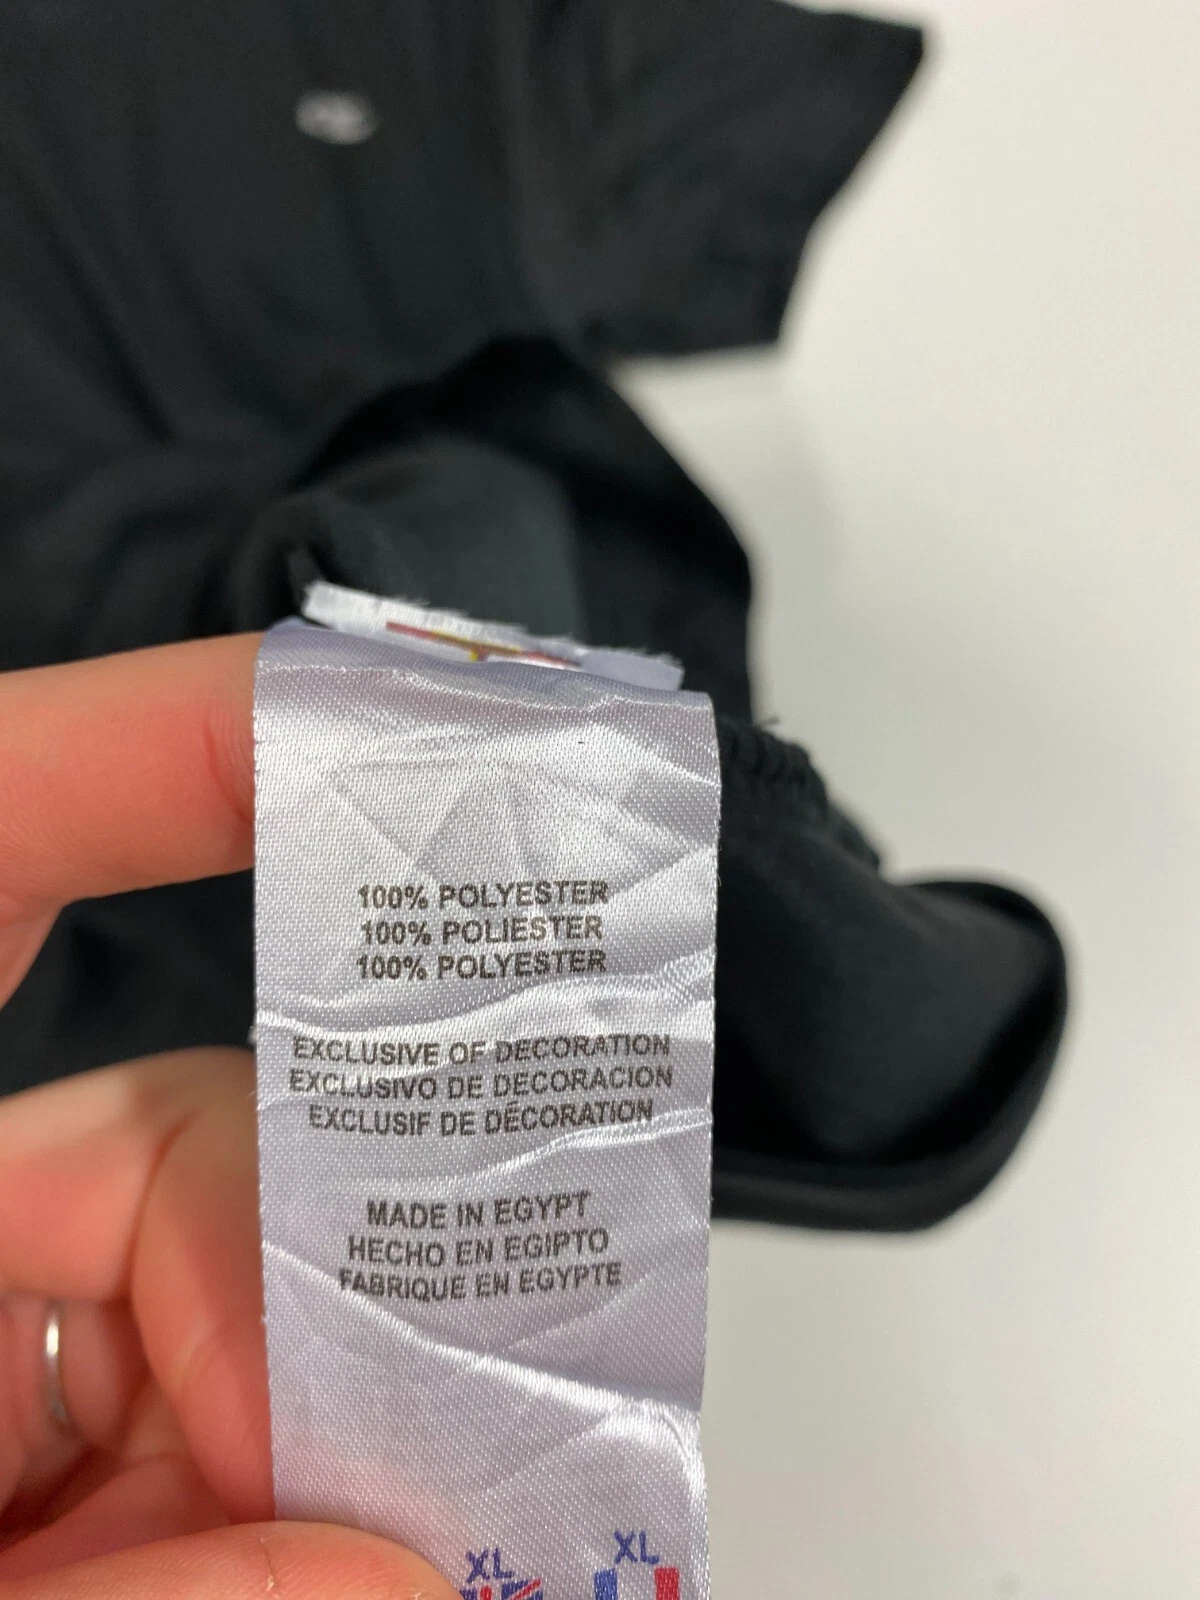 100% POLYESTER
100% POLIESTER
100% POLYESTER
EXCLUSIVE OF DECORATION
EXCLUSIVO DE DECORACION
EXCLUSIF DE DÉCORATION
MADE IN EGYPT
HECHO EN EGIPTO
FABRIQUE EN EGYPTE
XL XL